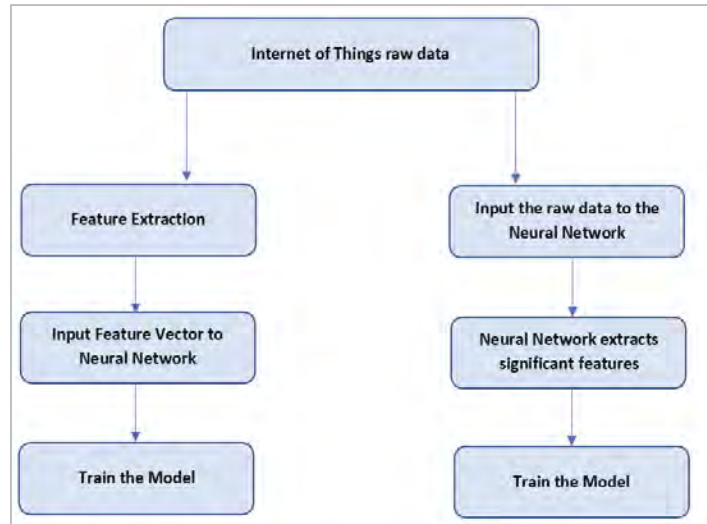 Internet of Things raw data
Feature Extraction
Input the raw data to the
Neural Network
Input Feature Vector to
Neural Network
Neural Network extracts
significant features
Train the Model
Train the Model